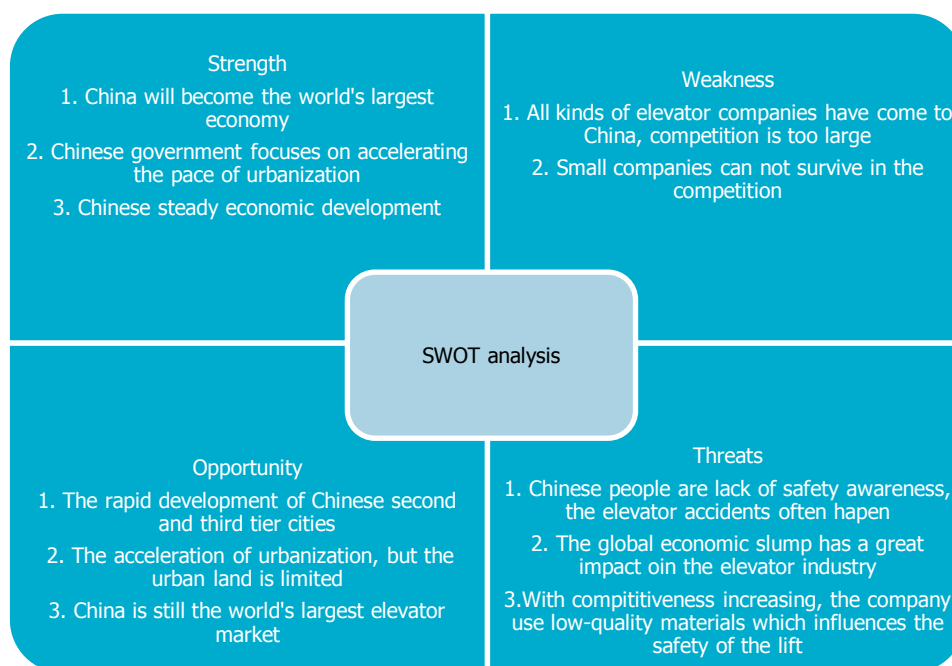 Strength
1. China will become the world's largest
economy
2. Chinese government focuses on accelerating
the pace of urbanization
3. Chinese steady economic development
Weakness
1. All kinds of elevator companies have come to
China, competition is too large
2. Small companies can not survive in the
competition
SWOT analysis
Opportunity
1. The rapid development of Chinese second
and third tier cities
2. The acceleration of urbanization, but the
urban land is limited
3. China is still the world's largest elevator
market
Threats
1. Chinese people are lack of safety awareness,
the elevator accidents often hapen
2. The global economic slump has a great
impact oin the elevator industry
3.With compititiveness increasing, the company
use low-quality materials which influences the
safety of the lift